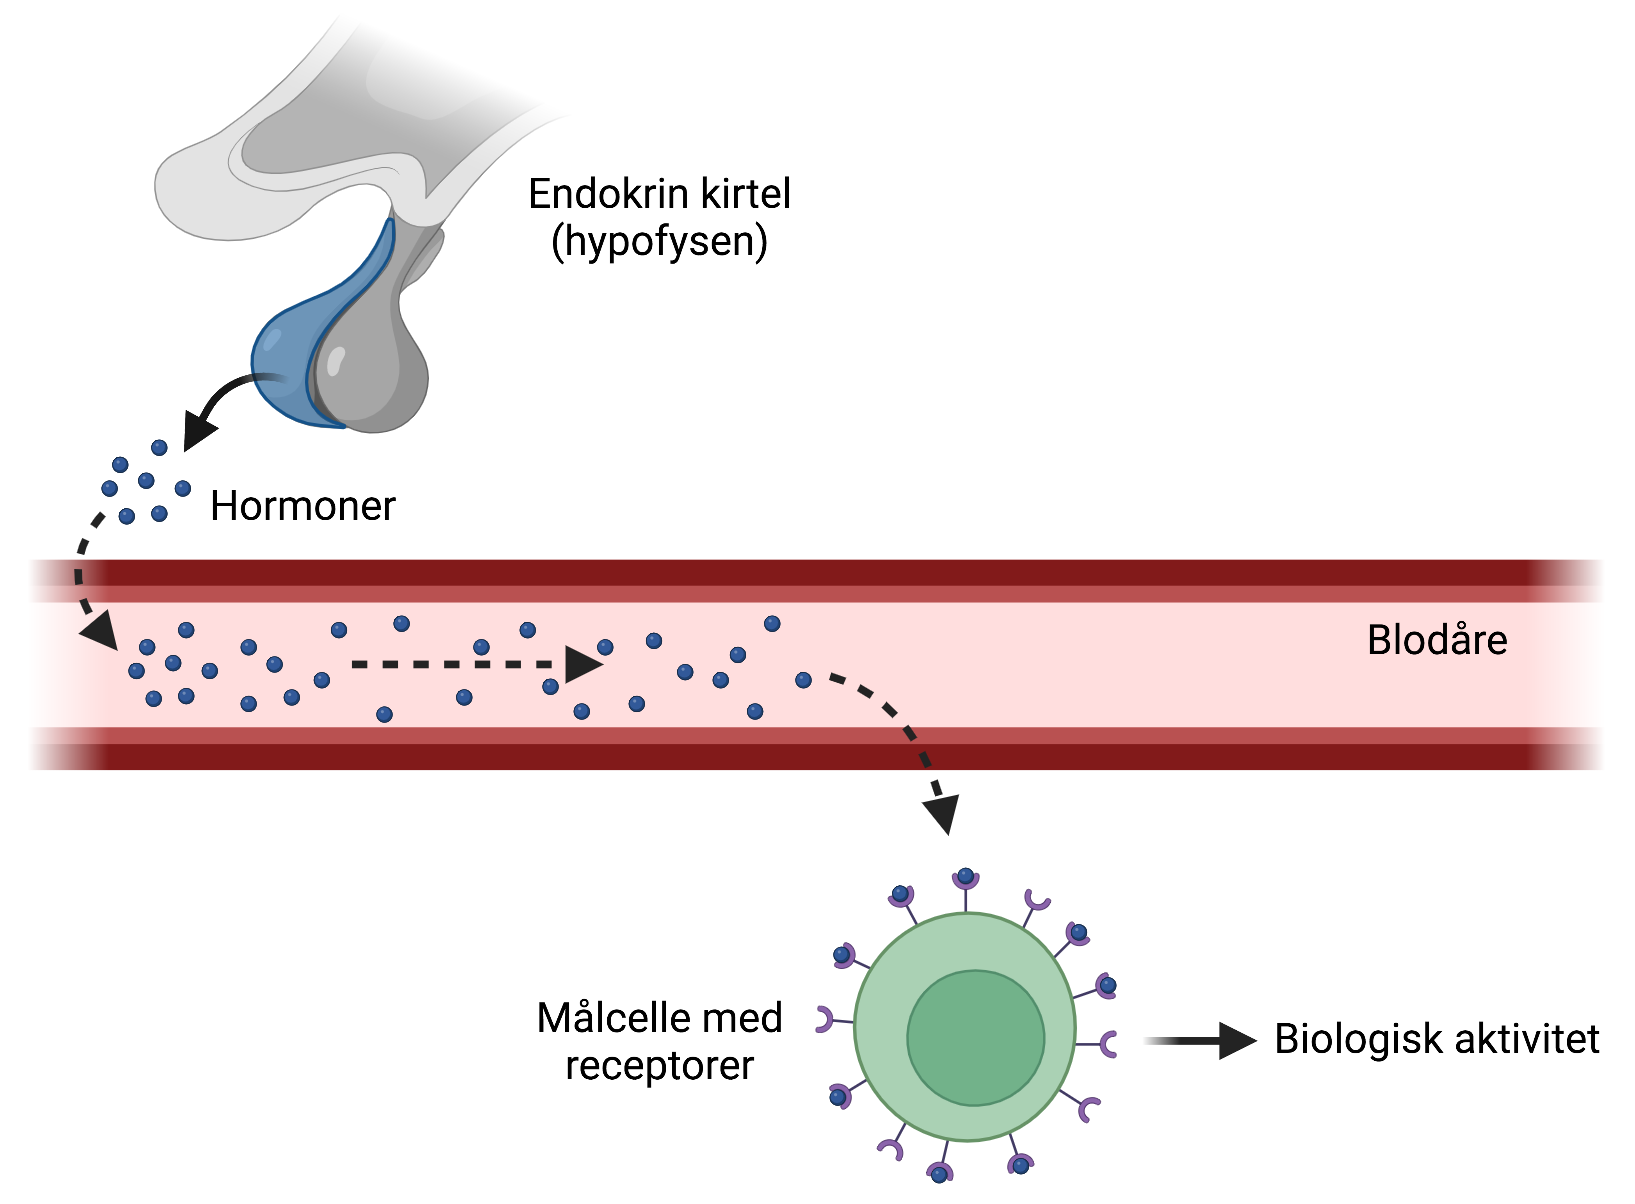 Endokrin kirtel
(hypofysen)
Hormoner
Blodåre
Målcelle med
receptorer
Biologisk aktivitet